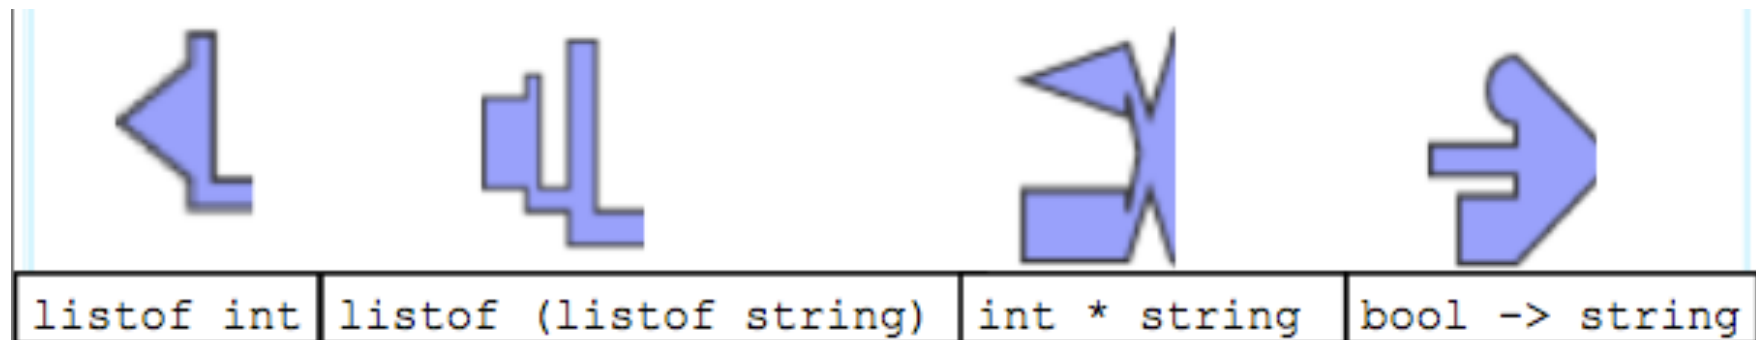 listof int
listof (listof string)
int * string
bool -> string